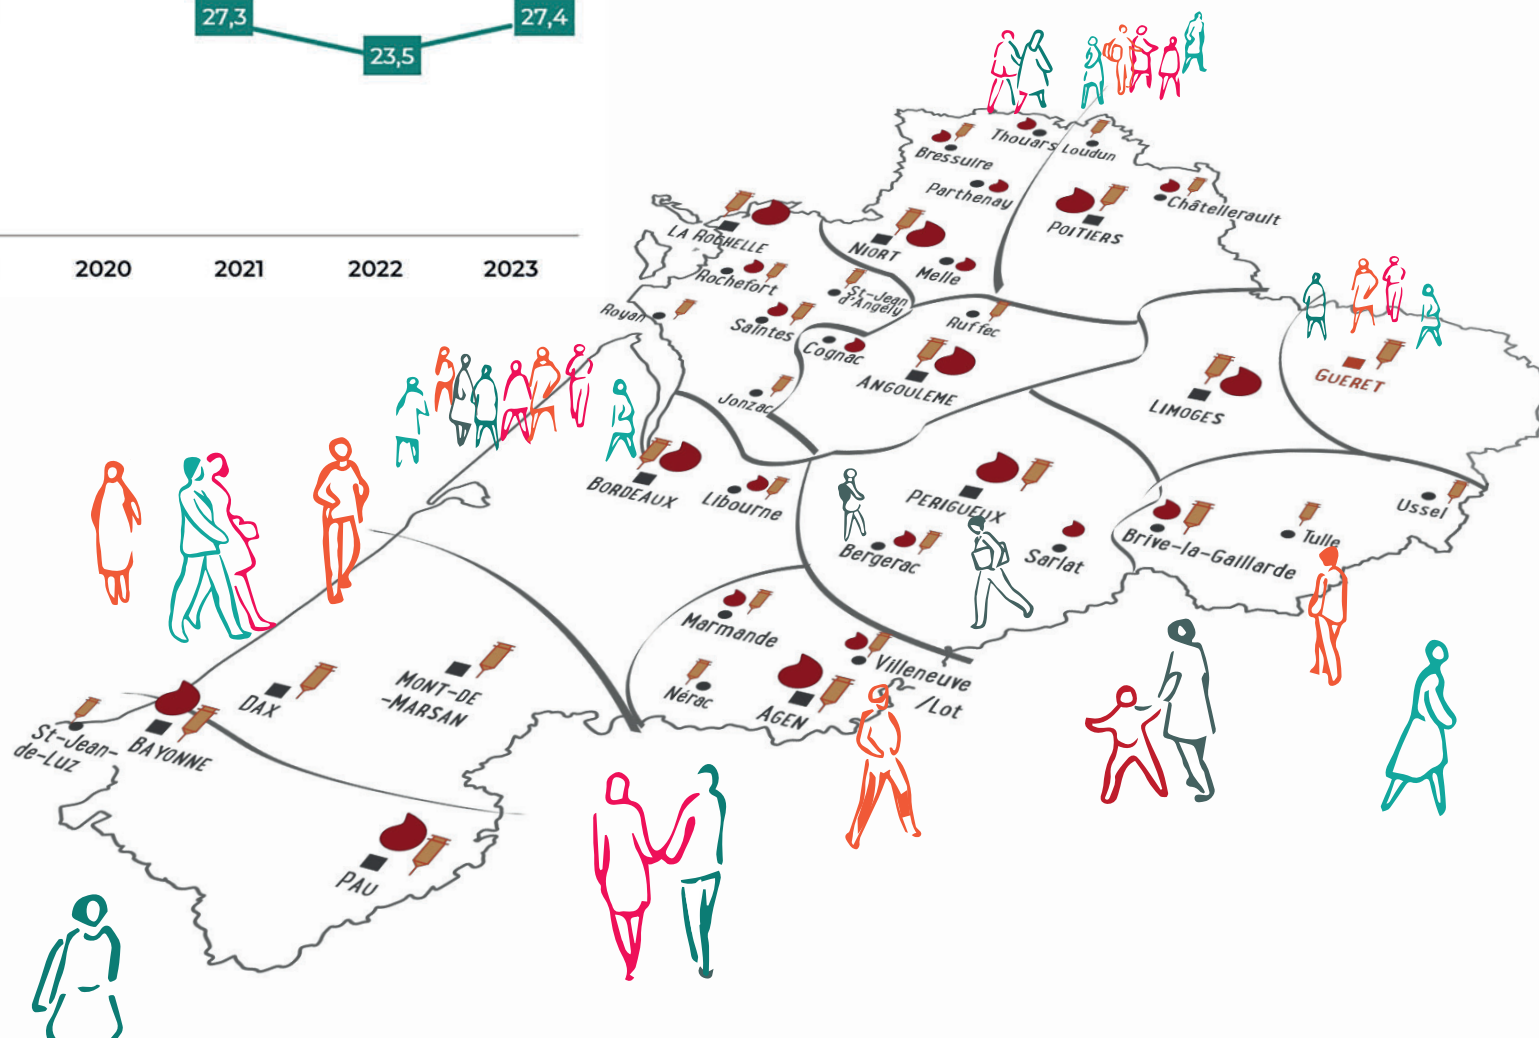 27,3
23,5
27,4
2020
2021
2022
2023
Bressuire
Thouars
Loudun
Parthenay
Châtellerault
LA ROCHELLE
NIORT
POITIERS
Melle
Rochefort
St-Jean
d'Angély
Royan
Saintes
Ruffec
Cognac
ANGOULEME
GUERET
Jonzac
LIMOGES
BORDEAUX
Libourne
PERIGUEUX
Ussel
Bergerac
Sarlat
Brive-la-Gaillarde
Tulle
Marmande
Villeneuve
/Lot
Nérac
AGEN
MONT-DE
-MARSAN
DAX
St-Jean-
de-Luz
BAYONNE
PAU